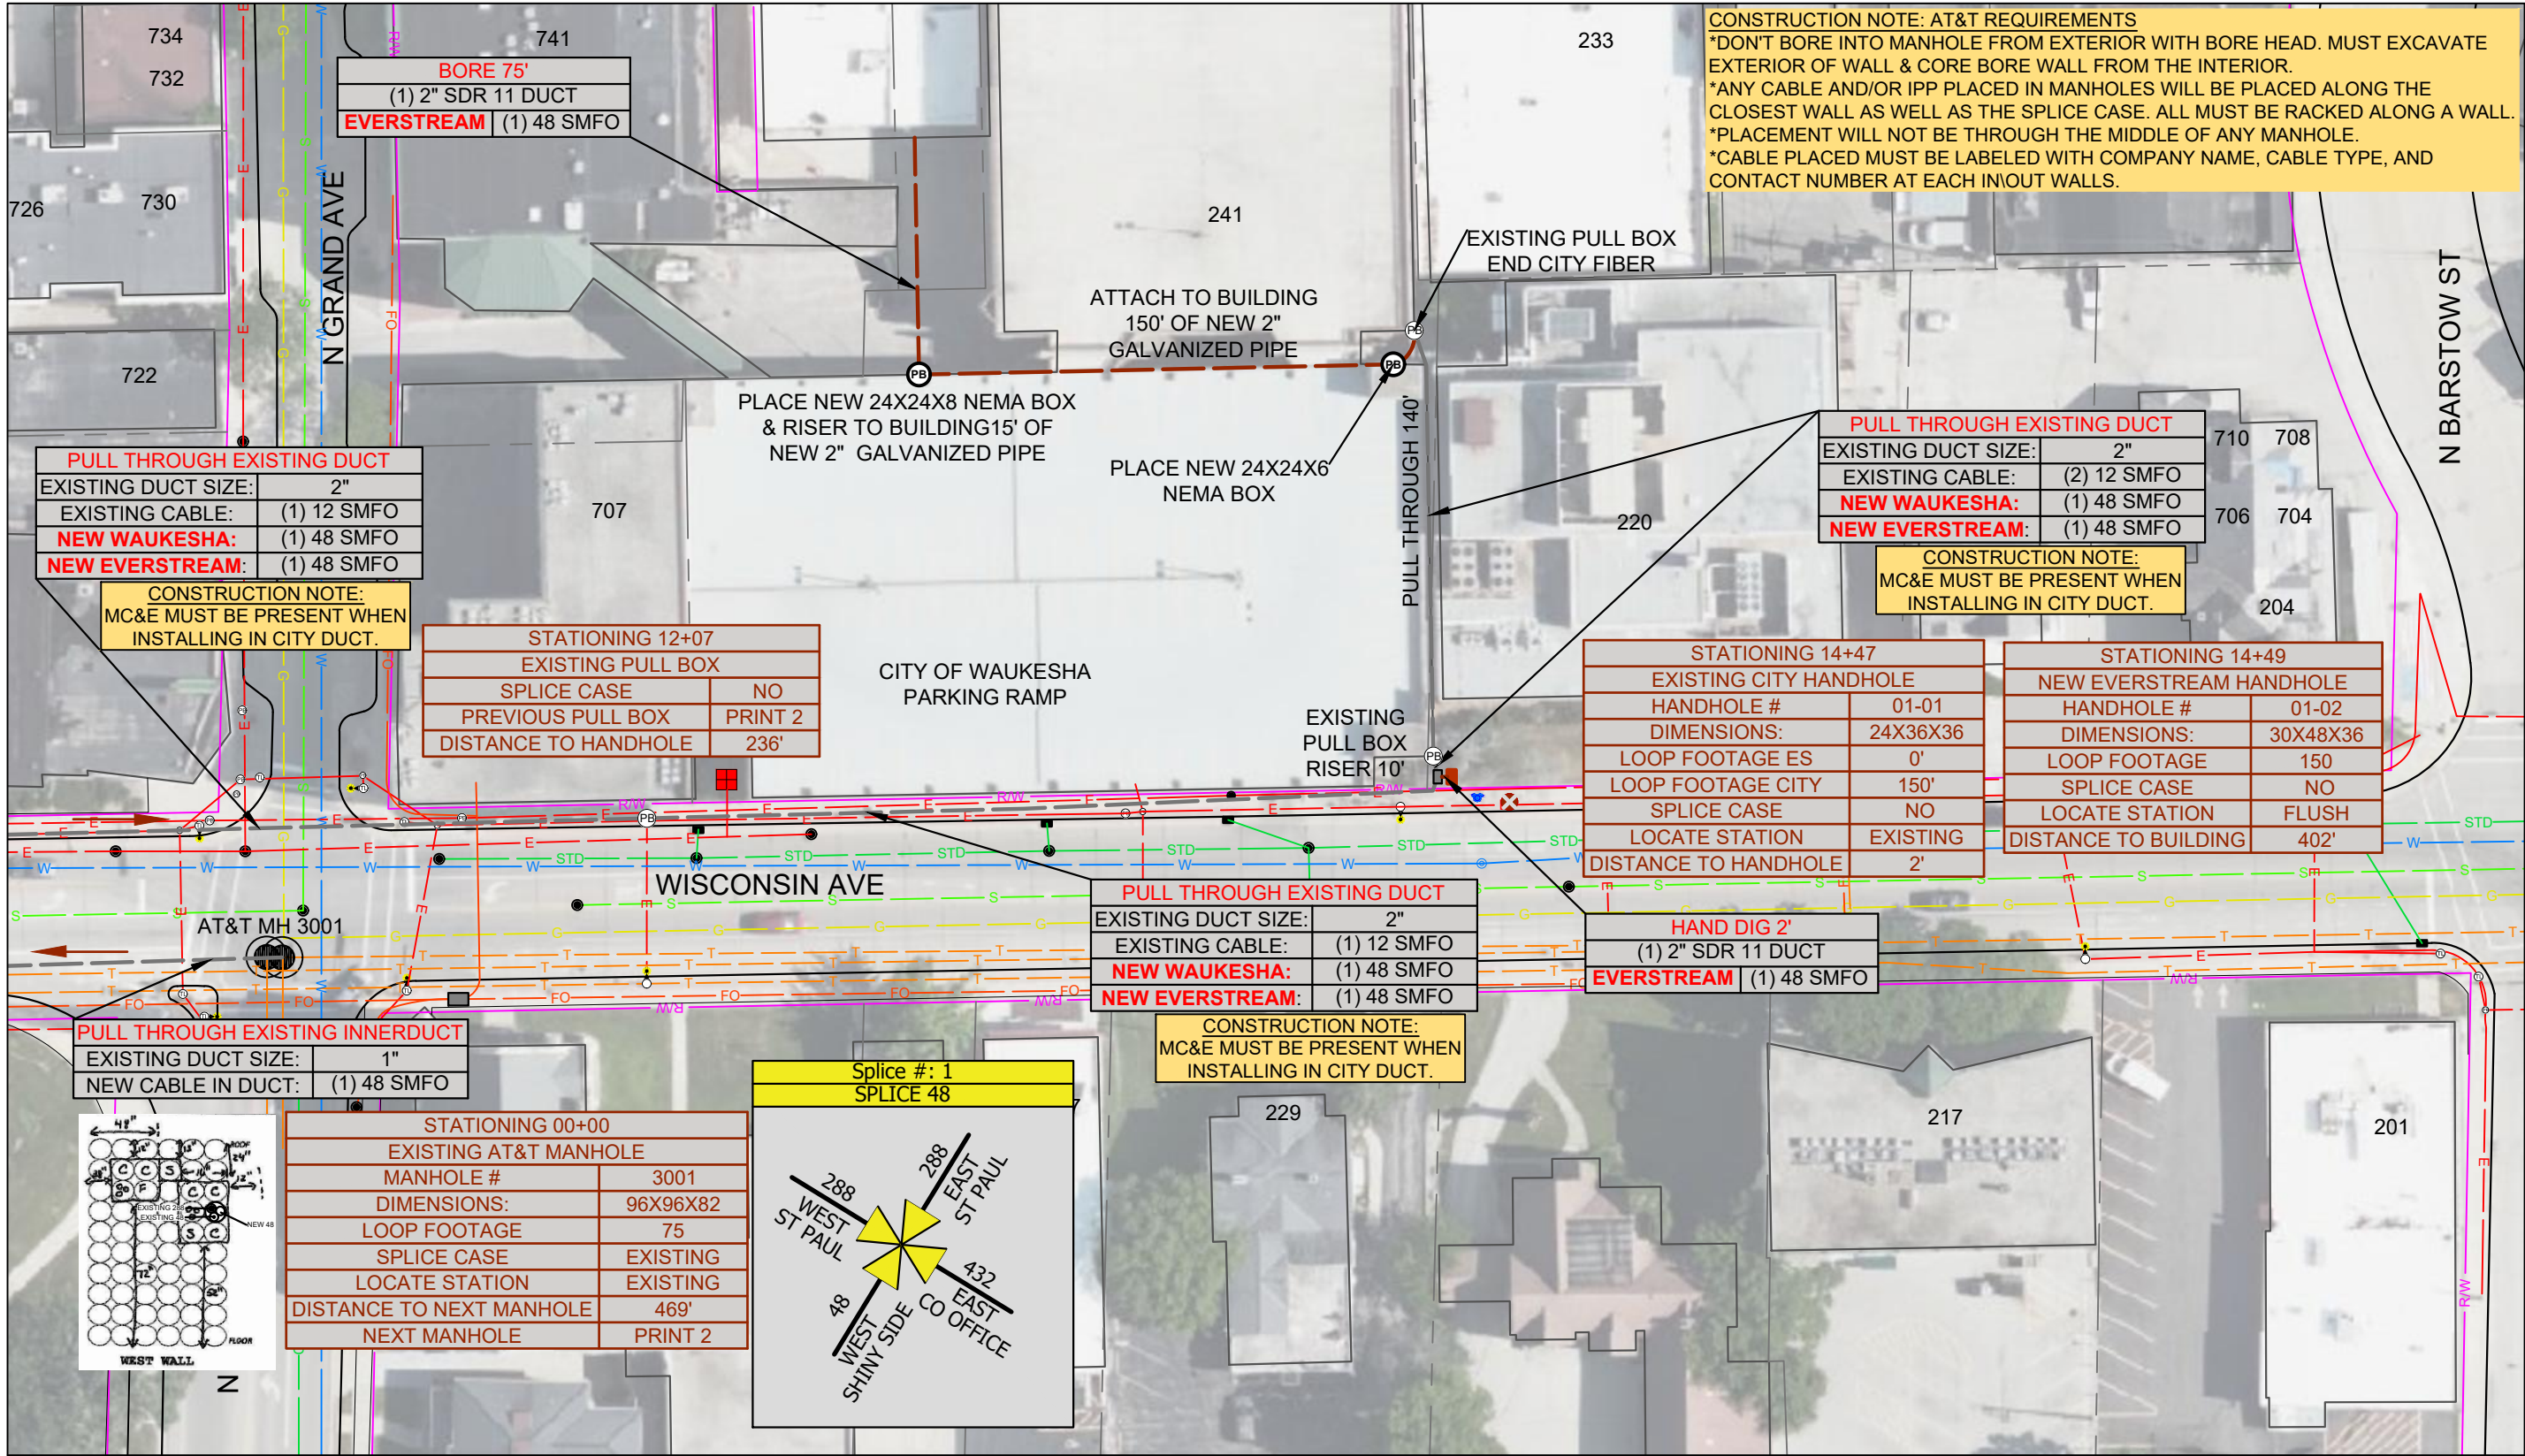 CONSTRUCTION NOTE: AT&T REQUIREMENTS
*DON'T BORE INTO MANHOLE FROM EXTERIOR WITH BORE HEAD. MUST EXCAVATE
EXTERIOR OF WALL & CORE BORE WALL FROM THE INTERIOR.
*ANY CABLE AND/OR IPP PLACED IN MANHOLES WILL BE PLACED ALONG THE
CLOSEST WALL AS WELL AS THE SPLICE CASE. ALL MUST BE RACKED ALONG A WALL.
*PLACEMENT WILL NOT BE THROUGH THE MIDDLE OF ANY MANHOLE.
*CABLE PLACED MUST BE LABELED WITH COMPANY NAME, CABLE TYPE, AND
CONTACT NUMBER AT EACH IN\OUT WALLS.
734
732
741
233
BORE 75'
(1) 2" SDR 11 DUCT
EVERSTREAM (1) 48 SMFO
726
730
241
N GRAND AVE
N BARSTOW ST
EXISTING PULL BOX
END CITY FIBER
ATTACH TO BUILDING
150' OF NEW 2"
GALVANIZED PIPE
722
PB
PB
PB
PLACE NEW 24X24X8 NEMA BOX
& RISER TO BUILDING15' OF
NEW 2" GALVANIZED PIPE
PLACE NEW 24X24X6
NEMA BOX
PULL THROUGH 140'
707
220
710
708
706
704
204
PULL THROUGH EXISTING DUCT
EXISTING DUCT SIZE: 2"
EXISTING CABLE: (1) 12 SMFO
NEW WAUKESHA: (1) 48 SMFO
NEW EVERSTREAM: (1) 48 SMFO
CONSTRUCTION NOTE:
MC&E MUST BE PRESENT WHEN
INSTALLING IN CITY DUCT.
PULL THROUGH EXISTING DUCT
EXISTING DUCT SIZE: 2"
EXISTING CABLE: (2) 12 SMFO
NEW WAUKESHA: (1) 48 SMFO
NEW EVERSTREAM: (1) 48 SMFO
CONSTRUCTION NOTE:
MC&E MUST BE PRESENT WHEN
INSTALLING IN CITY DUCT.
STATIONING 12+07
EXISTING PULL BOX
SPLICE CASE NO
PREVIOUS PULL BOX PRINT 2
DISTANCE TO HANDHOLE 236'
CITY OF WAUKESHA
PARKING RAMP
EXISTING
PULL BOX
RISER 10'
PB
PB
STATIONING 14+47
EXISTING CITY HANDHOLE
HANDHOLE # 01-01
DIMENSIONS: 24X36X36
LOOP FOOTAGE ES 0'
LOOP FOOTAGE CITY 150'
SPLICE CASE NO
LOCATE STATION EXISTING
DISTANCE TO HANDHOLE 2'
STATIONING 14+49
NEW EVERSTREAM HANDHOLE
HANDHOLE # 01-02
DIMENSIONS: 30X48X36
LOOP FOOTAGE 150
SPLICE CASE NO
LOCATE STATION FLUSH
DISTANCE TO BUILDING 402'
WISCONSIN AVE
AT&T MH 3001
PULL THROUGH EXISTING DUCT
EXISTING DUCT SIZE: 2"
EXISTING CABLE: (1) 12 SMFO
NEW WAUKESHA: (1) 48 SMFO
NEW EVERSTREAM: (1) 48 SMFO
CONSTRUCTION NOTE:
MC&E MUST BE PRESENT WHEN
INSTALLING IN CITY DUCT.
HAND DIG 2'
(1) 2" SDR 11 DUCT
EVERSTREAM (1) 48 SMFO
PULL THROUGH EXISTING INNERDUCT
EXISTING DUCT SIZE: 1"
NEW CABLE IN DUCT: (1) 48 SMFO
48"
ROOF
24"
EXISTING 288
EXISTING 48
NEW 48
72"
52"
FLOOR
WEST WALL
N
STATIONING 00+00
EXISTING AT&T MANHOLE
MANHOLE # 3001
DIMENSIONS: 96X96X82
LOOP FOOTAGE 75
SPLICE CASE EXISTING
LOCATE STATION EXISTING
DISTANCE TO NEXT MANHOLE 469'
NEXT MANHOLE PRINT 2
Splice #: 1
SPLICE 48
288
WEST
ST PAUL
288
EAST
ST PAUL
48
WEST
SHINY SIDE
432
EAST
CO OFFICE
7
229
217
201
R/W
STD
FO